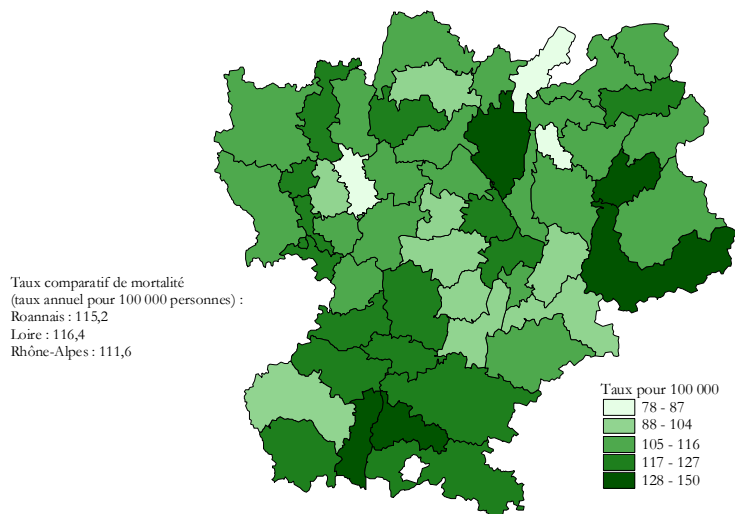 Taux comparatif de mortalité
(taux annuel pour 100 000 personnes) :
Roannais : 115,2
Loire : 116,4
Rhône-Alpes : 111,6
Taux pour 100 000
78 - 87
88 - 104
105 - 116
117 - 127
128 - 150